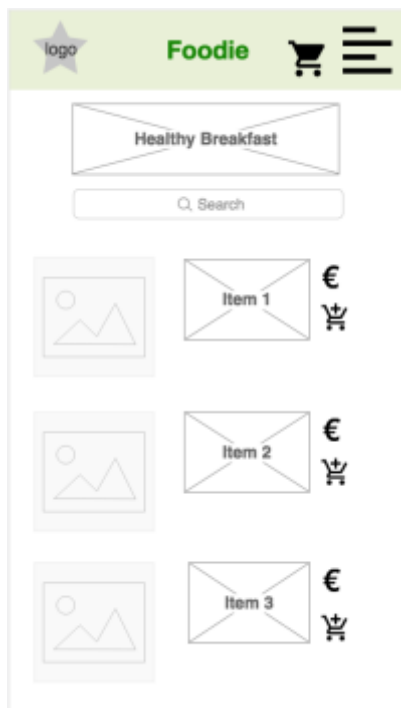 logo
Foodie
Healthy Breakfast
Search
Item 1
€
Item 2
€
Item 3
€